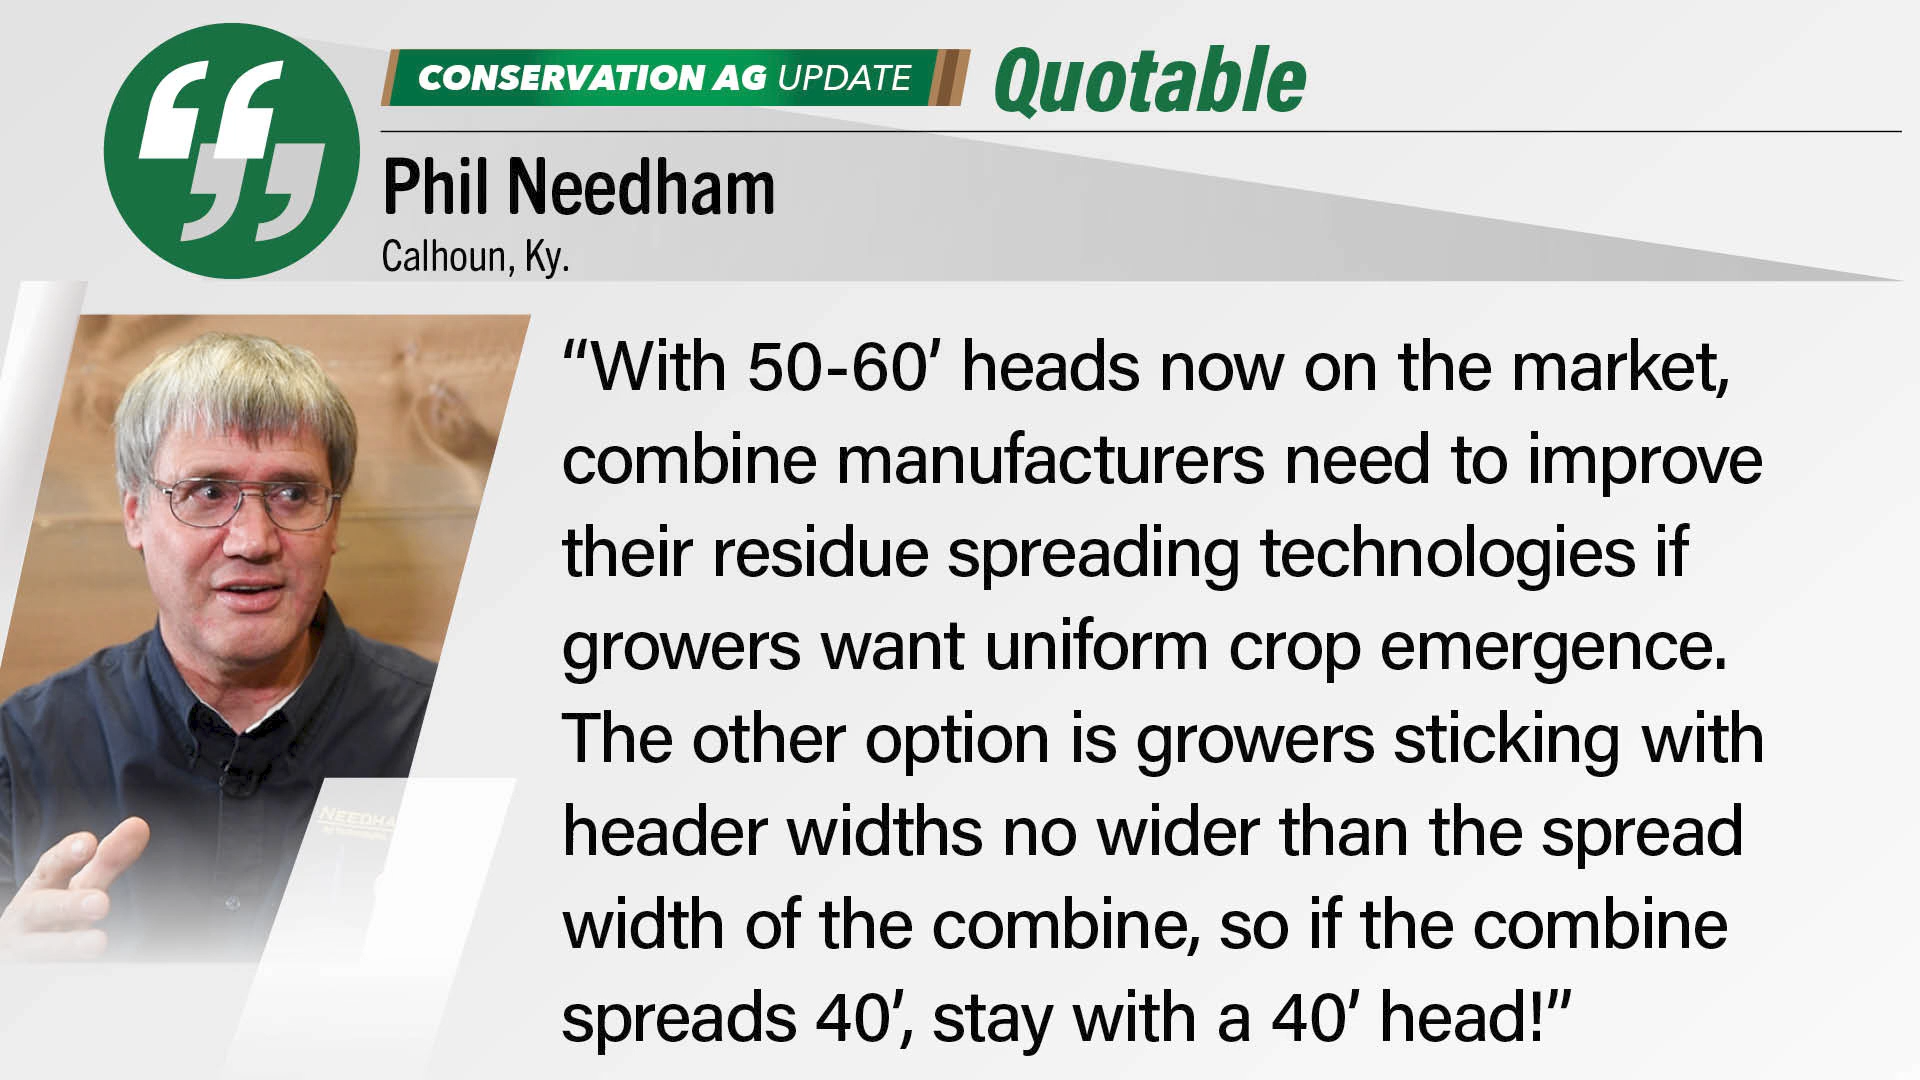 CONSERVATION AG UPDATE Quotable
Phil Needham
Calhoun, Ky.
“With 50-60’ heads now on the market,
combine manufacturers need to improve
their residue spreading technologies if
growers want uniform crop emergence.
The other option is growers sticking with
header widths no wider than the spread
width of the combine, so if the combine
spreads 40’, stay with a 40’ head!”